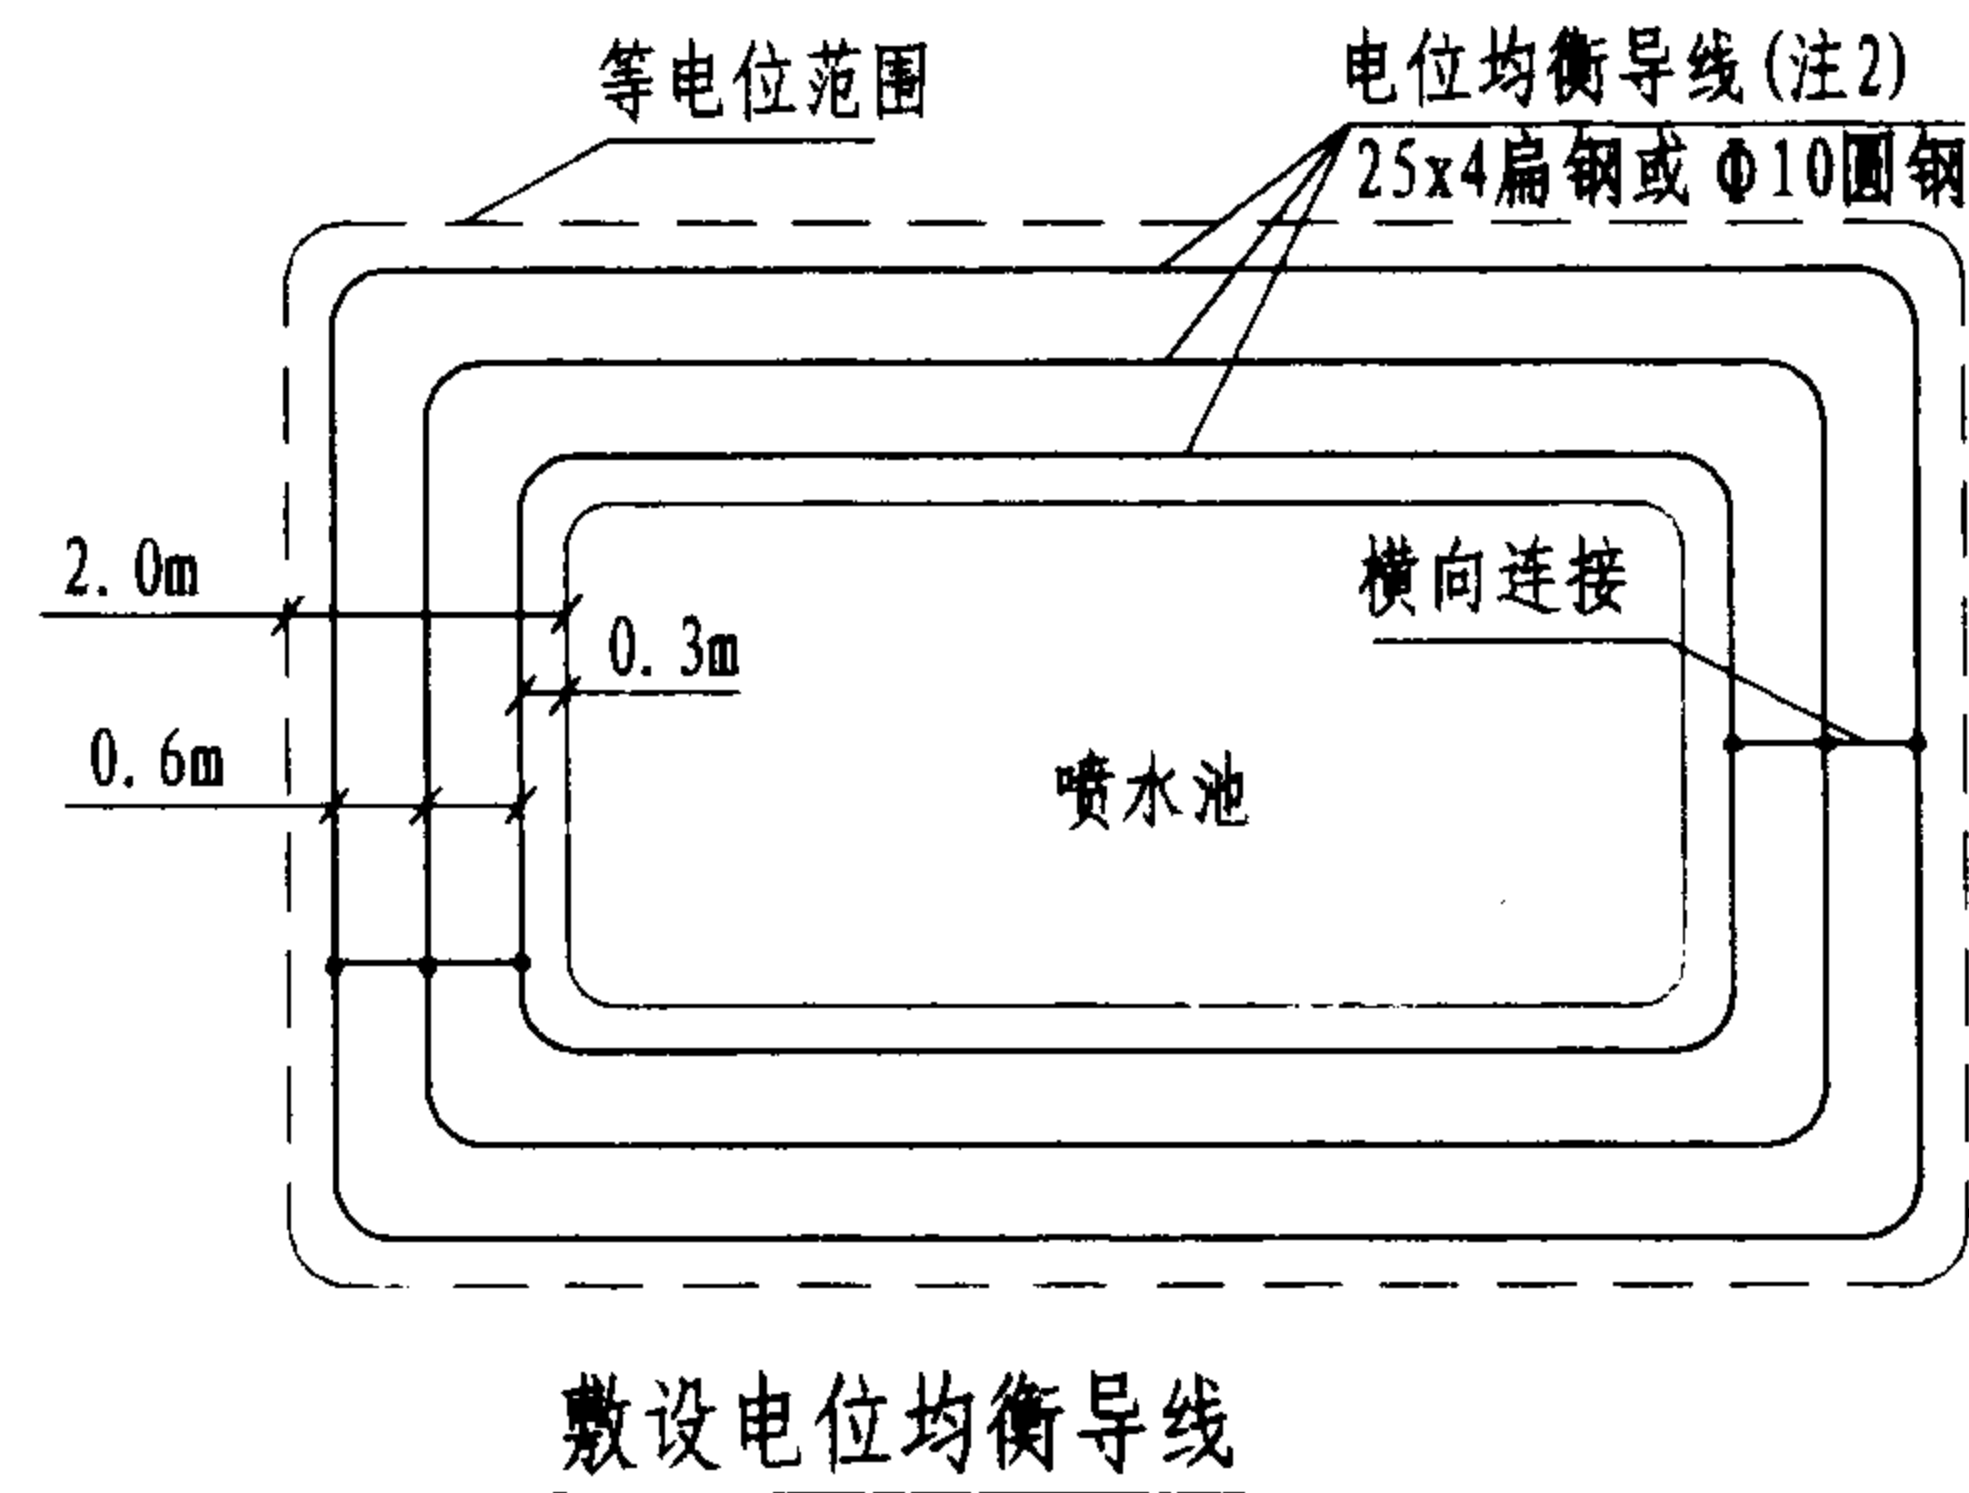 等电位范围
电位均衡导线(注2)
25x4扁钢或Φ10圆钢
2.0m
横向连接
0.3m
0.6m
喷水池
敷设电位均衡导线